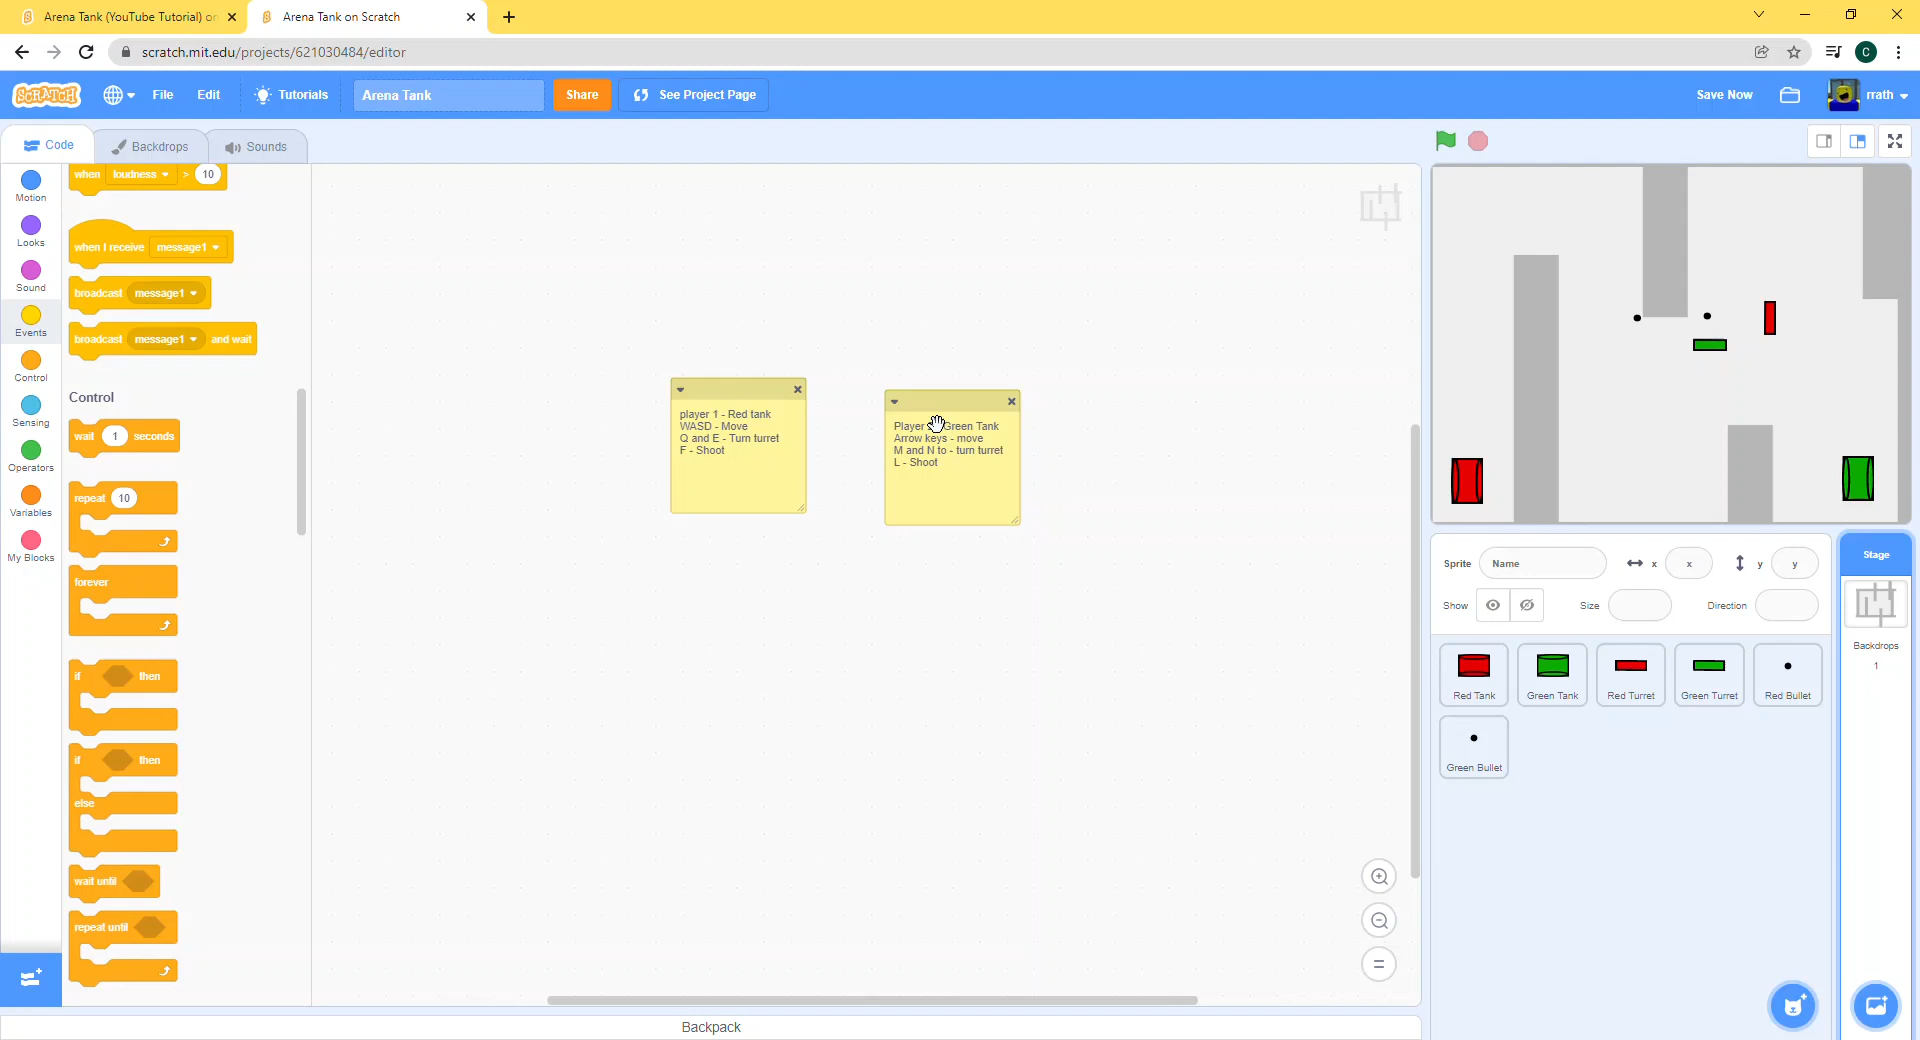 Arena Tank (YouTube Tutorial) on
Arena Tank on Scratch
scratch.mit.edu/projects/621030484/editor
C
SCRATCH
File
Edit
Tutorials
Arena Tank
Share
See Project Page
Save Now
rrath
Code
Backdrops
Sounds
Motion
Looks
Sound
Events
Control
Sensing
Operators
Variables
My Blocks
when loudness > 10
when I receive message1
broadcast message1
broadcast message1 and wait
Control
wait 1 seconds
repeat 10
forever
if then
if then
else
wait until
repeat until
player 1 - Red tank
WASD - Move
Q and E - Turn turret
F - Shoot
Player Green Tank
Arrow keys - move
M and N to - turn turret
L - Shoot
Sprite Name x x y y
Show Size Direction
Stage
Backdrops
1
Red Tank
Green Tank
Red Turret
Green Turret
Red Bullet
Green Bullet
Backpack